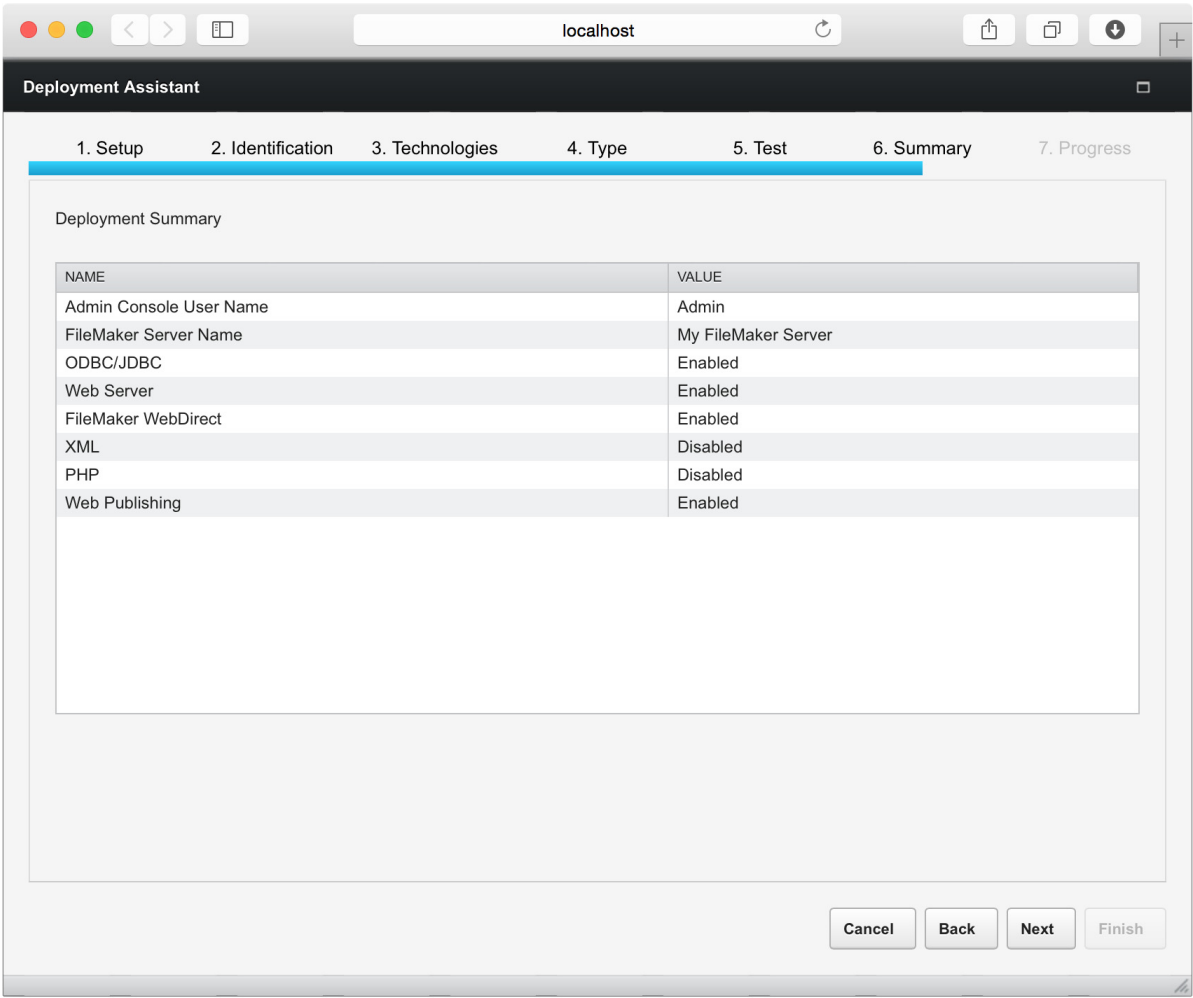 localhost
Deployment Assistant
1. Setup 2. Identification 3. Technologies 4. Type 5. Test 6. Summary 7. Progress
Deployment Summary
NAME VALUE
Admin Console User Name Admin
FileMaker Server Name My FileMaker Server
ODBC/JDBC Enabled
Web Server Enabled
FileMaker WebDirect Enabled
XML Disabled
PHP Disabled
Web Publishing Enabled
Cancel Back Next Finish